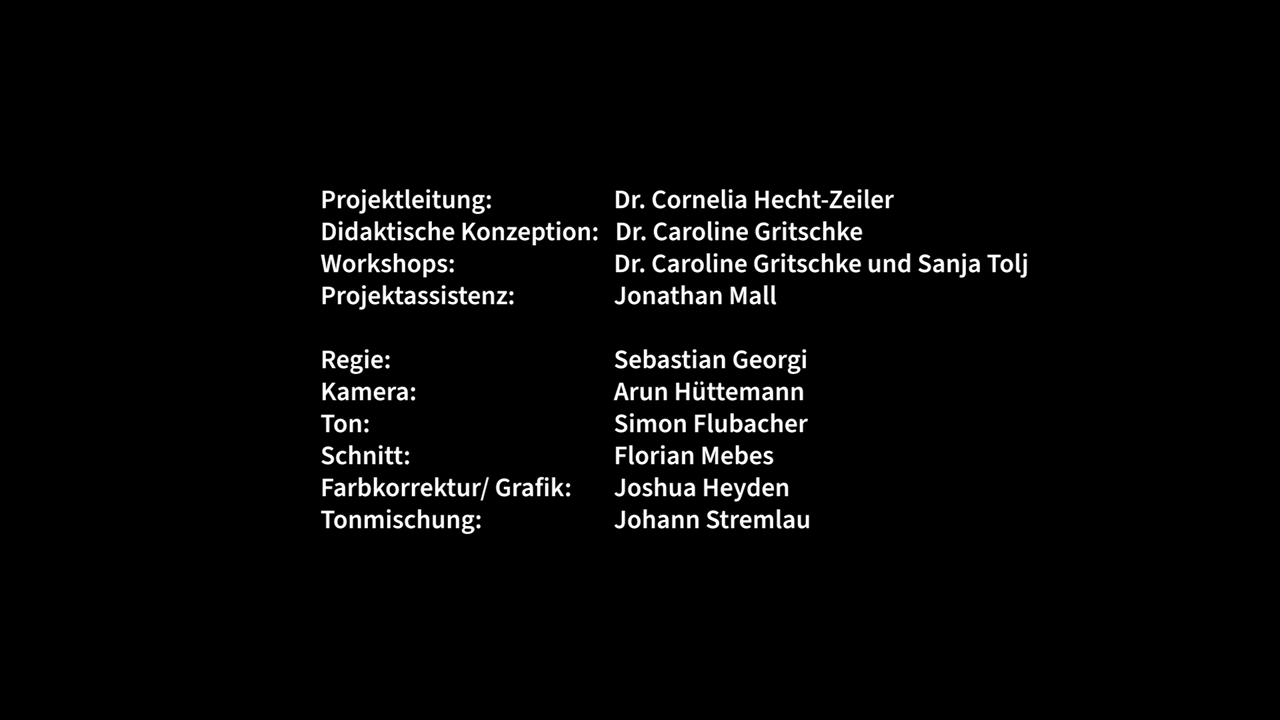 Projektleitung: Dr. Cornelia Hecht-Zeiler
Didaktische Konzeption: Dr. Caroline Gritschke
Workshops: Dr. Caroline Gritschke und Sanja Tolj
Projektassistenz: Jonathan Mall
Regie: Sebastian Georgi
Kamera: Arun Hüttemann
Ton: Simon Flubacher
Schnitt: Florian Mebes
Farbkorrektur/ Grafik: Joshua Heyden
Tonmischung: Johann Stremlau